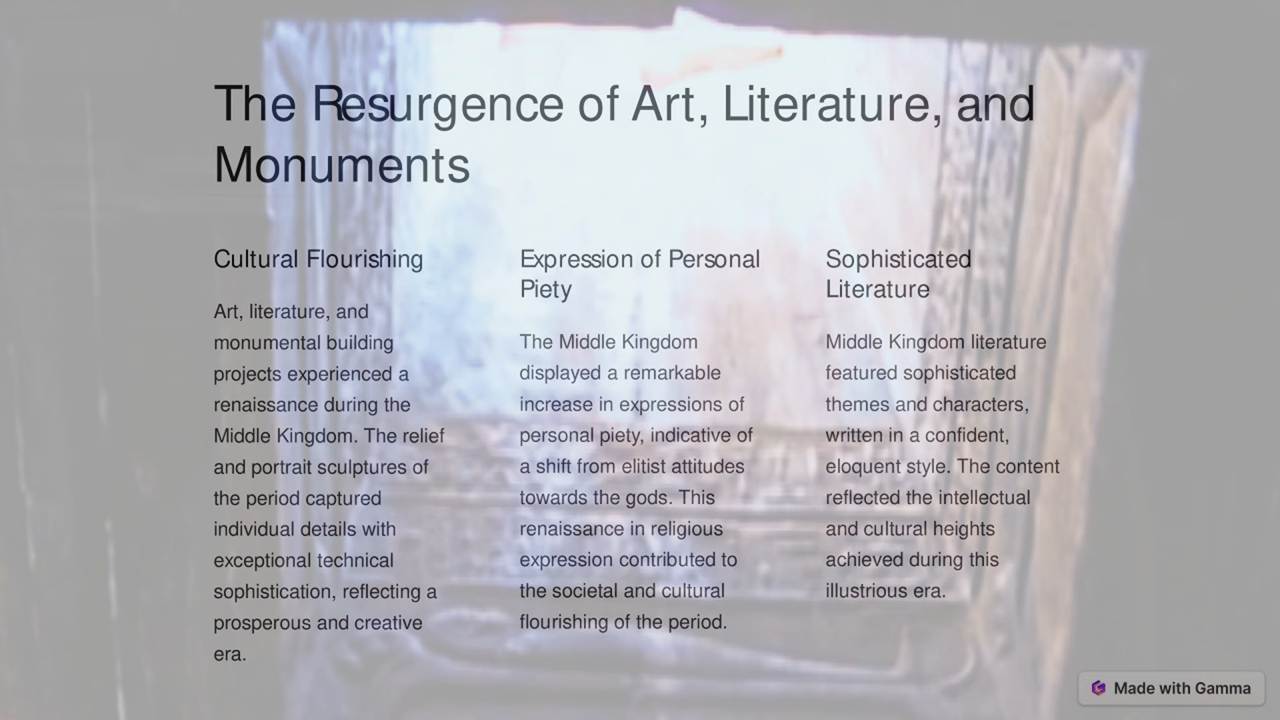 The Resurgence of Art, Literature, and
Monuments
Cultural Flourishing
Art, literature, and
monumental building
projects experienced a
renaissance during the
Middle Kingdom. The relief
and portrait sculptures of
the period captured
individual details with
exceptional technical
sophistication, reflecting a
prosperous and creative
era.
Expression of Personal
Piety
The Middle Kingdom
displayed a remarkable
increase in expressions of
personal piety, indicative of
a shift from elitist attitudes
towards the gods. This
renaissance in religious
expression contributed to
the societal and cultural
flourishing of the period.
Sophisticated
Literature
Middle Kingdom literature
featured sophisticated
themes and characters,
written in a confident,
eloquent style. The content
reflected the intellectual
and cultural heights
achieved during this
illustrious era.
Made with Gamma